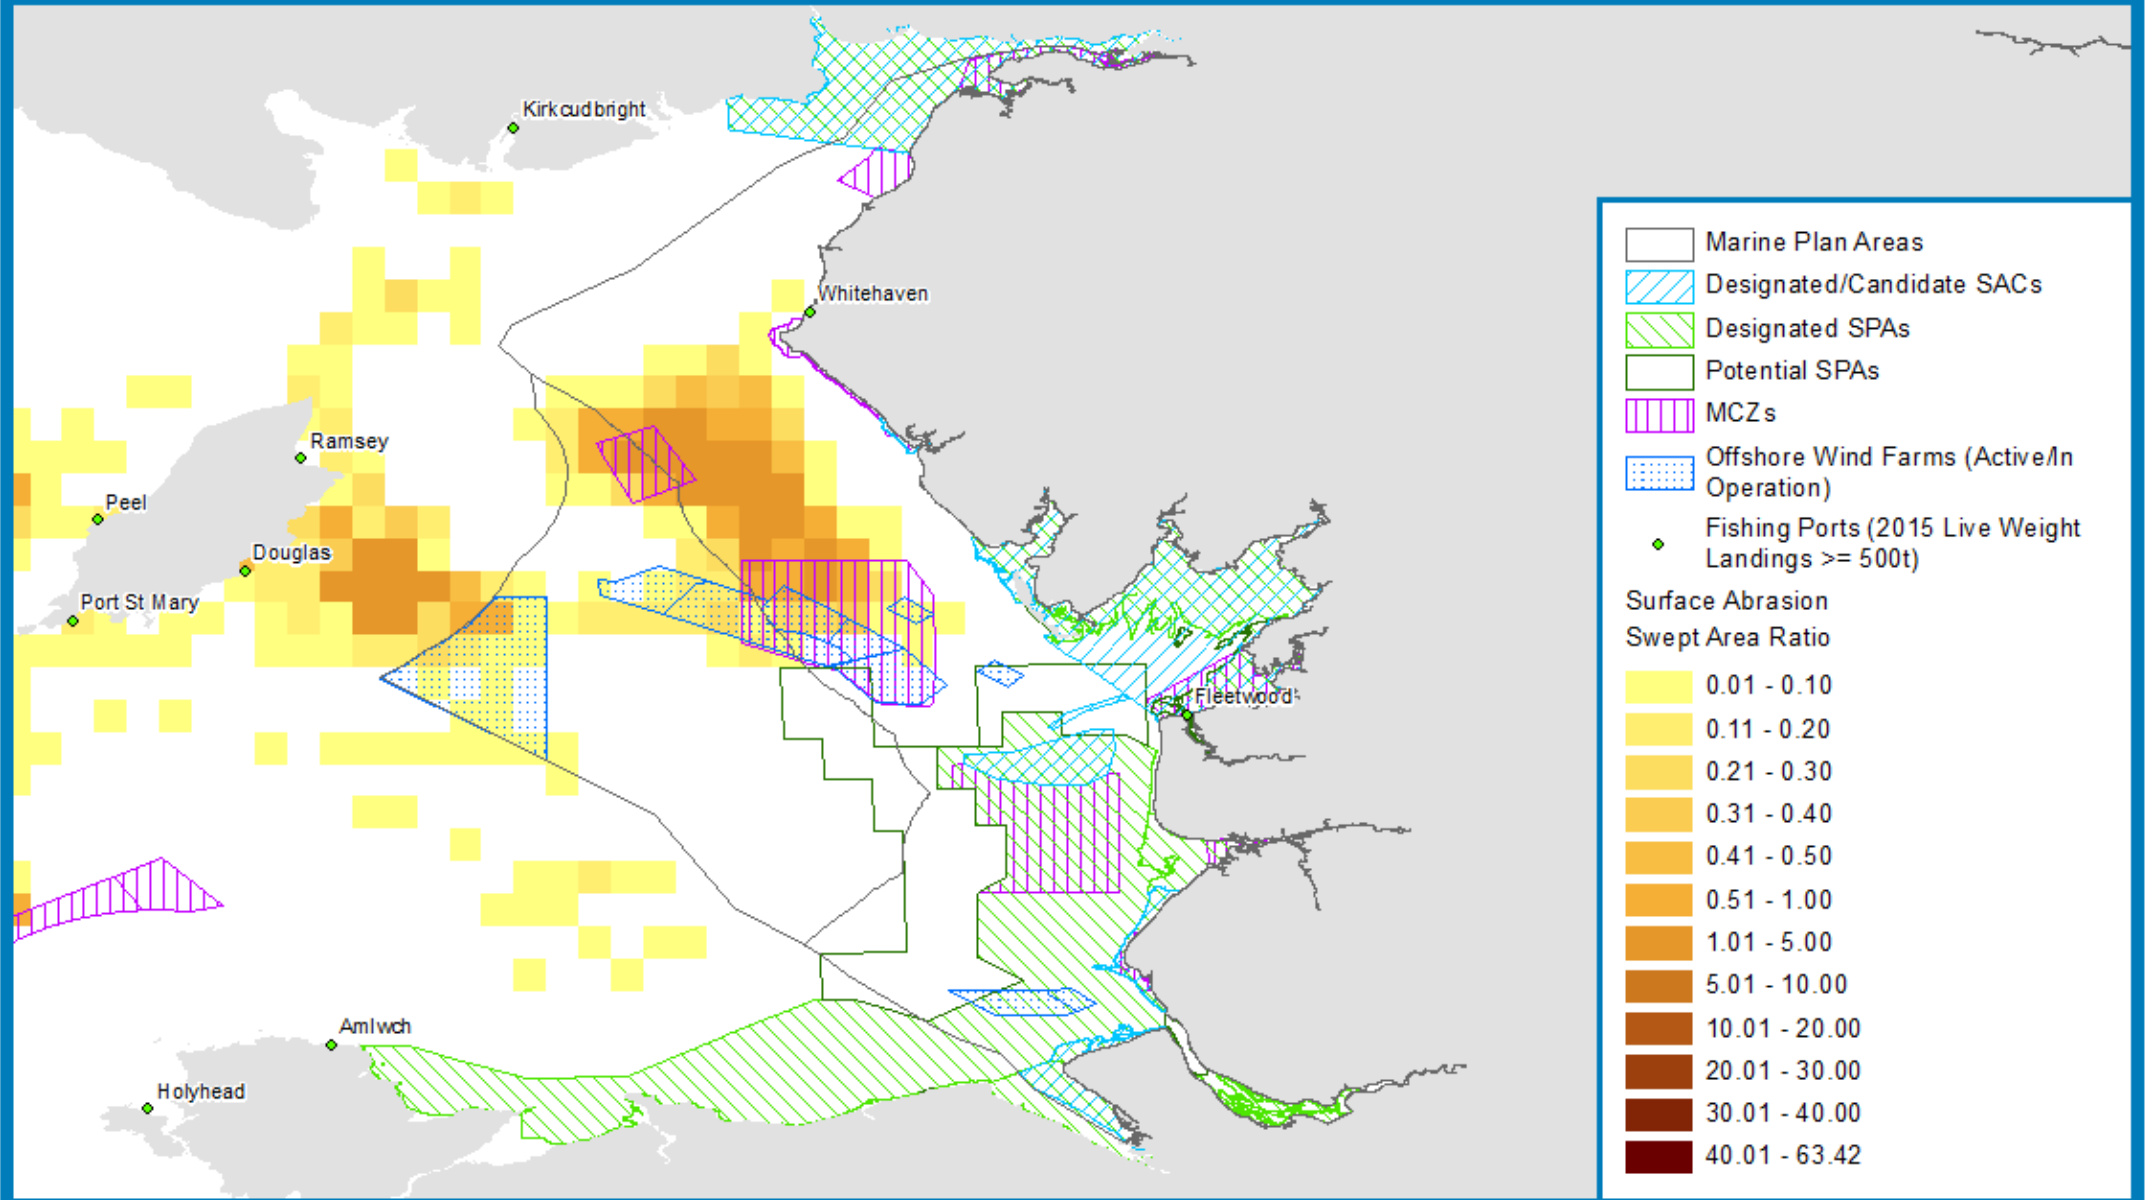 Kirkcudbright
Whitehaven
Ramsey
Peel
Douglas
Port St Mary
Fleetwood
Amlwch
Holyhead
Marine Plan Areas
Designated/Candidate SACs
Designated SPAs
Potential SPAs
MCZs
Offshore Wind Farms (Active/In
Operation)
Fishing Ports (2015 Live Weight
Landings >= 500t)
Surface Abrasion
Swept Area Ratio
0.01 - 0.10
0.11 - 0.20
0.21 - 0.30
0.31 - 0.40
0.41 - 0.50
0.51 - 1.00
1.01 - 5.00
5.01 - 10.00
10.01 - 20.00
20.01 - 30.00
30.01 - 40.00
40.01 - 63.42